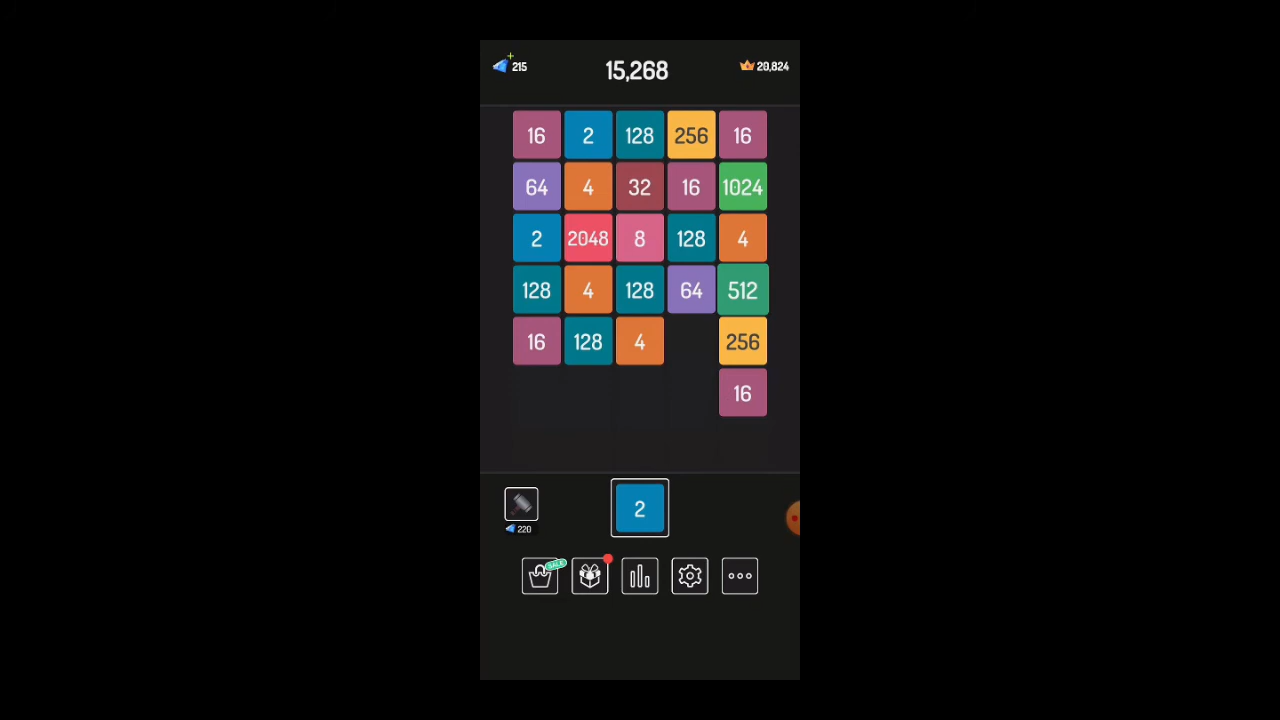 215 15,268 20,824
16 2 128 256 16
64 4 32 16 1024
2 2048 8 128 4
128 4 128 64 512
16 128 4 256
16
2
220
SALE